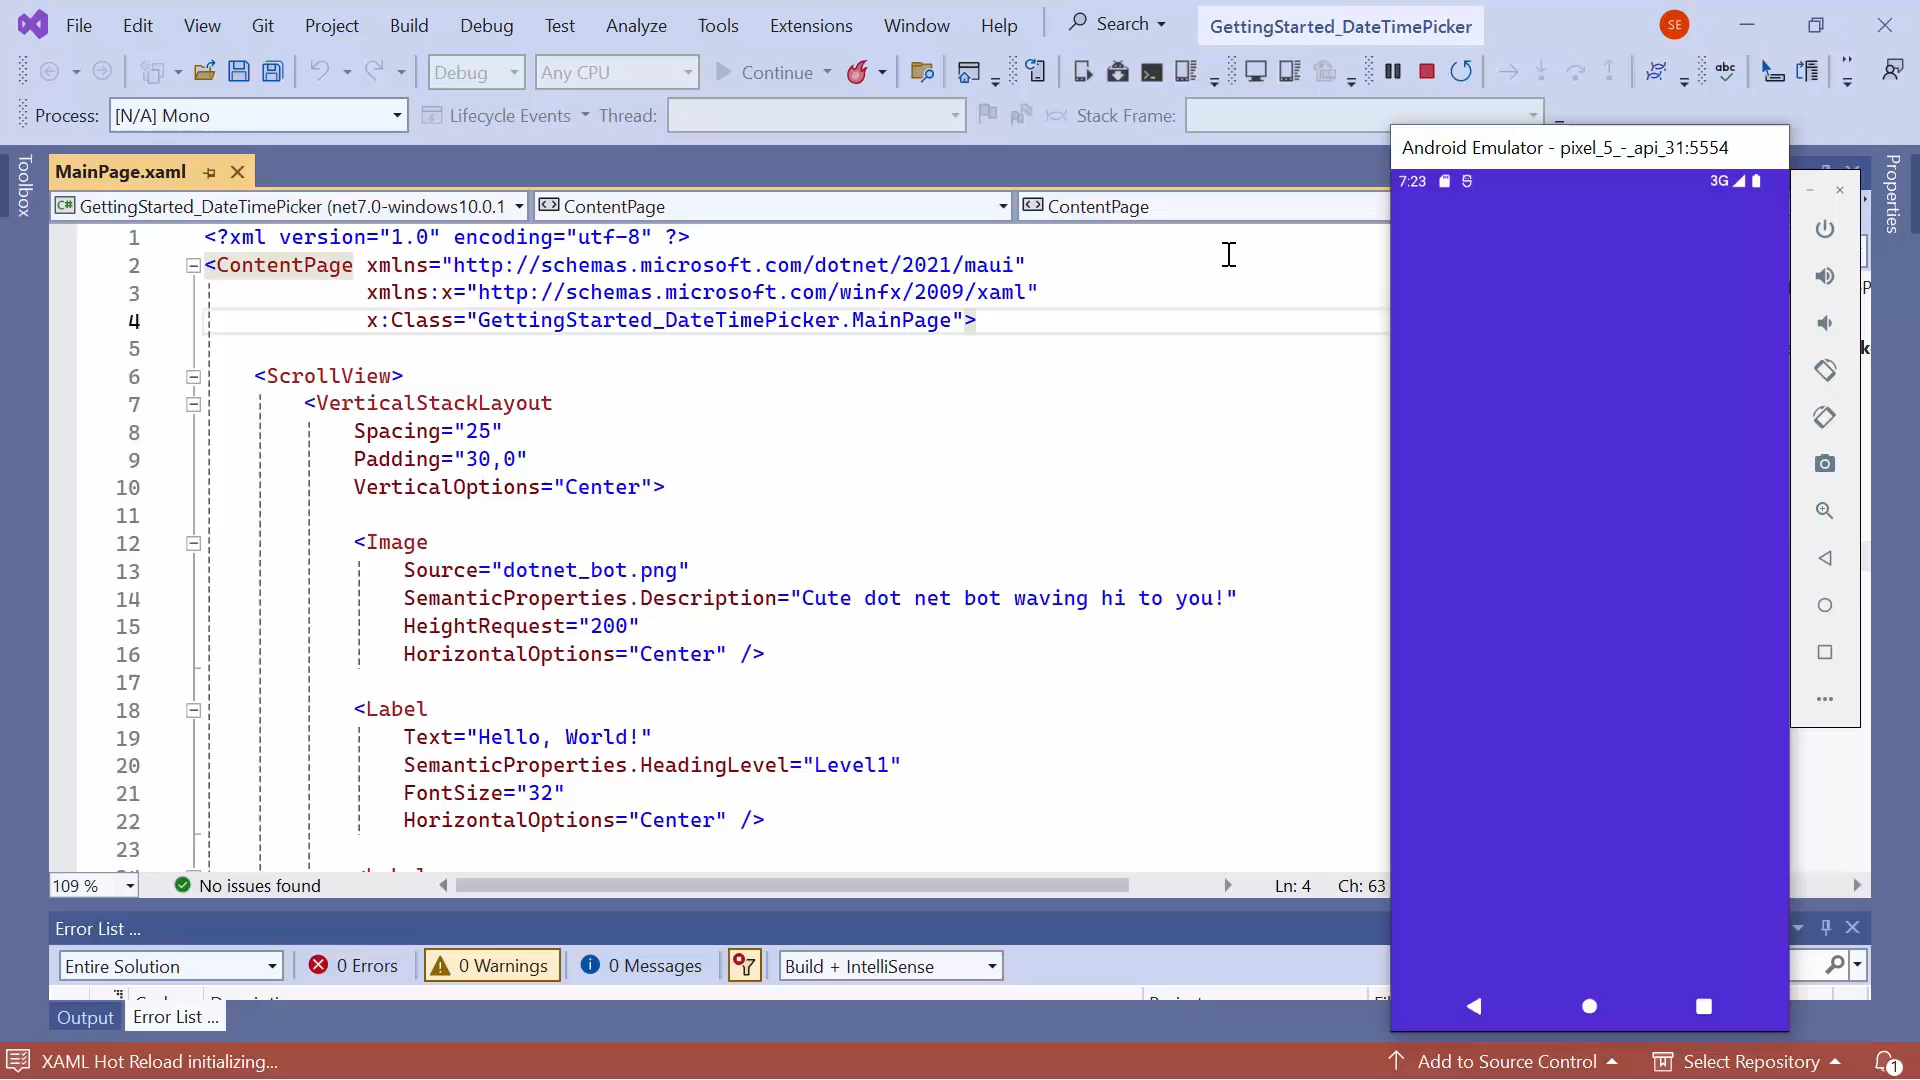 File Edit View Git Project Build Debug Test Analyze Tools Extensions Window Help Search GettingStarted_DateTimePicker SE
Debug Any CPU Continue abc
Process: [N/A] Mono Lifecycle Events Thread: Stack Frame:
Android Emulator - pixel_5_-_api_31:5554
Toolbox
MainPage.xaml
Properties
7:23 3G
GettingStarted_DateTimePicker (net7.0-windows10.0.1 ContentPage ContentPage
1 <?xml version="1.0" encoding="utf-8" ?>
2 <ContentPage xmlns="http://schemas.microsoft.com/dotnet/2021/maui"
3 xmlns:x="http://schemas.microsoft.com/winfx/2009/xaml"
4 x:Class="GettingStarted_DateTimePicker.MainPage">
5
6 <ScrollView>
7 <VerticalStackLayout
8 Spacing="25"
9 Padding="30,0"
10 VerticalOptions="Center">
11
12 <Image
13 Source="dotnet_bot.png"
14 SemanticProperties.Description="Cute dot net bot waving hi to you!"
15 HeightRequest="200"
16 HorizontalOptions="Center" />
17
18 <Label
19 Text="Hello, World!"
20 SemanticProperties.HeadingLevel="Level1"
21 FontSize="32"
22 HorizontalOptions="Center" />
23
109 % No issues found Ln: 4 Ch: 63
Error List ...
Entire Solution 0 Errors 0 Warnings 0 Messages Build + IntelliSense
Output Error List ...
XAML Hot Reload initializing... Add to Source Control Select Repository 1